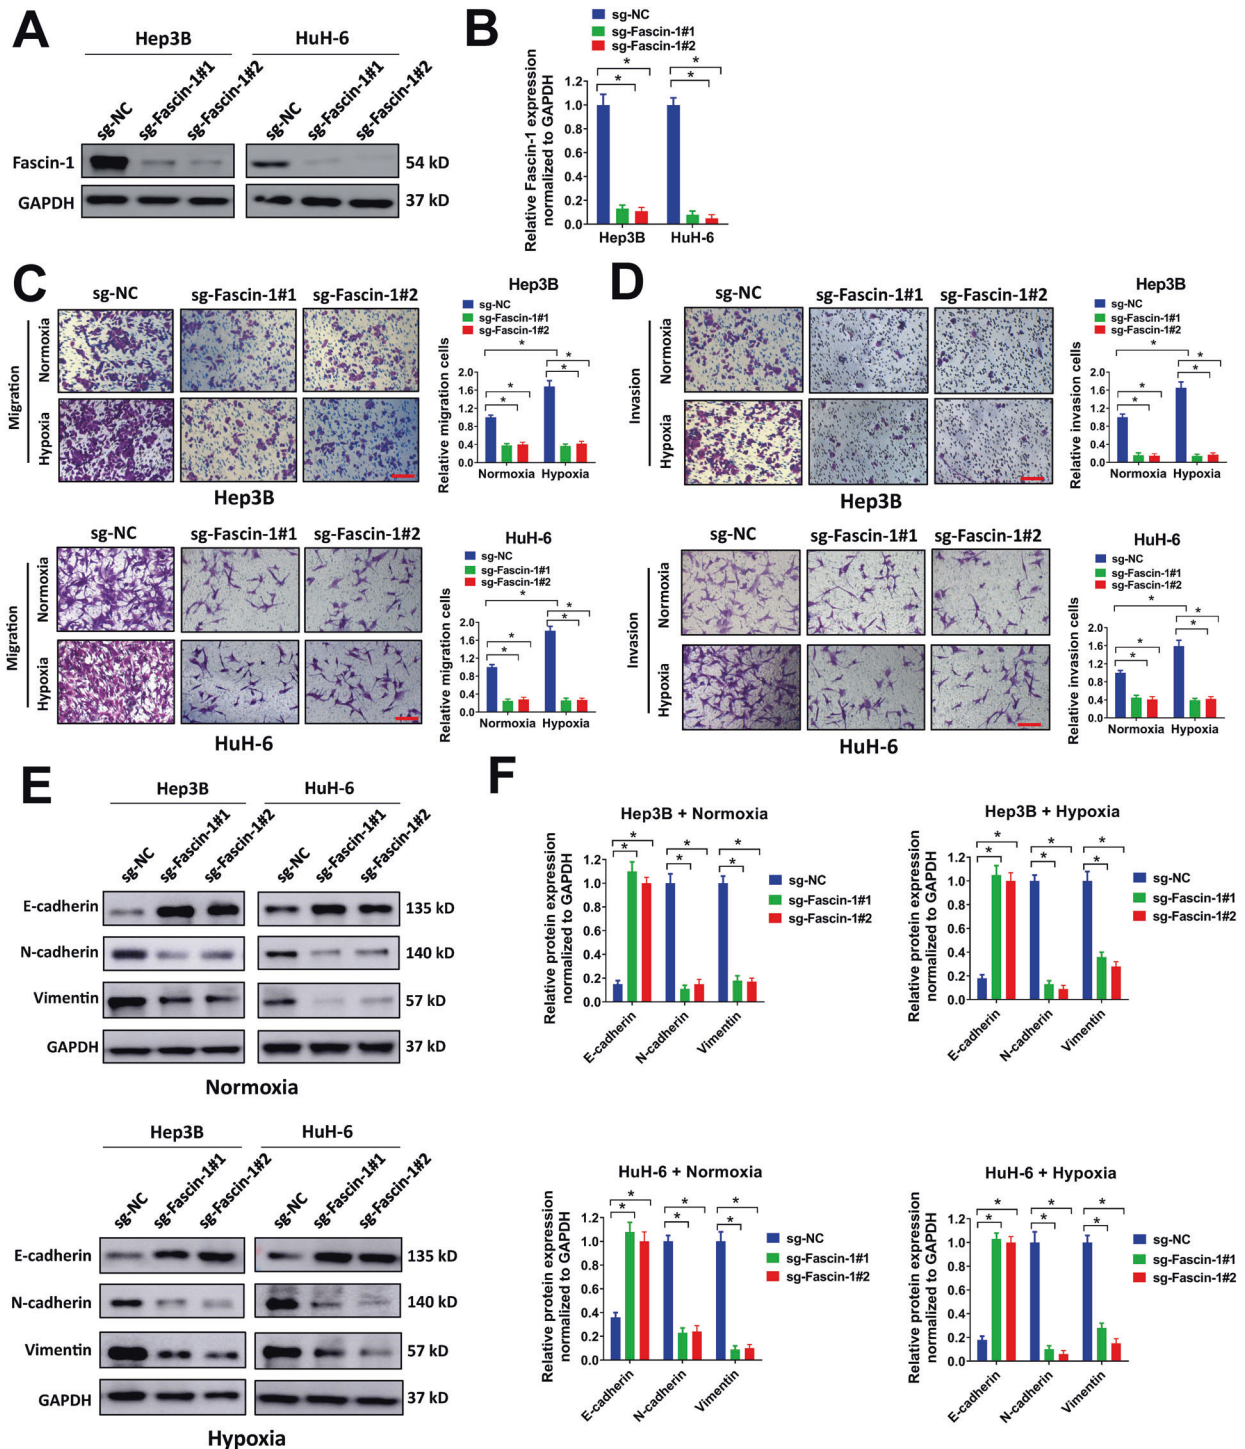 A
Hep3B
HuH-6
sg-NC
sg-Fascin-1#1
sg-Fascin-1#2
sg-NC
sg-Fascin-1#1
sg-Fascin-1#2
Fascin-1
54 kD
GAPDH
37 kD
B
sg-NC
sg-Fascin-1#1
sg-Fascin-1#2
Relative Fascin-1 expression
normalized to GAPDH
1.2
1.0
0.8
0.6
0.4
0.2
0.0
* * * *
Hep3B HuH-6
C
sg-NC sg-Fascin-1#1 sg-Fascin-1#2
Migration
Normoxia
Hypoxia
Hep3B
Hep3B
sg-NC
sg-Fascin-1#1
sg-Fascin-1#2
Relative migration cells
2.0
1.6
1.2
0.8
0.4
0.0
* * * * *
Normoxia Hypoxia
sg-NC sg-Fascin-1#1 sg-Fascin-1#2
Migration
Normoxia
Hypoxia
HuH-6
HuH-6
sg-NC
sg-Fascin-1#1
sg-Fascin-1#2
Relative migration cells
2.0
1.6
1.2
0.8
0.4
0.0
* * * * *
Normoxia Hypoxia
D
sg-NC sg-Fascin-1#1 sg-Fascin-1#2
Invasion
Normoxia
Hypoxia
Hep3B
Hep3B
sg-NC
sg-Fascin-1#1
sg-Fascin-1#2
Relative invasion cells
2.0
1.6
1.2
0.8
0.4
0.0
* * * * *
Normoxia Hypoxia
sg-NC sg-Fascin-1#1 sg-Fascin-1#2
Invasion
Normoxia
Hypoxia
HuH-6
HuH-6
sg-NC
sg-Fascin-1#1
sg-Fascin-1#2
Relative invasion cells
2.0
1.6
1.2
0.8
0.4
0.0
* * * * *
Normoxia Hypoxia
E
Hep3B
HuH-6
sg-NC
sg-Fascin-1#1
sg-Fascin-1#2
sg-NC
sg-Fascin-1#1
sg-Fascin-1#2
E-cadherin
135 kD
N-cadherin
140 kD
Vimentin
57 kD
GAPDH
37 kD
Normoxia
Hep3B
HuH-6
sg-NC
sg-Fascin-1#1
sg-Fascin-1#2
sg-NC
sg-Fascin-1#1
sg-Fascin-1#2
E-cadherin
135 kD
N-cadherin
140 kD
Vimentin
57 kD
GAPDH
37 kD
Hypoxia
F
Hep3B + Normoxia
Relative protein expression
normalized to GAPDH
1.2
1.0
0.8
0.6
0.4
0.2
0.0
* * * * * *
E-cadherin
N-cadherin
Vimentin
sg-NC
sg-Fascin-1#1
sg-Fascin-1#2
Hep3B + Hypoxia
Relative protein expression
normalized to GAPDH
1.2
1.0
0.8
0.6
0.4
0.2
0.0
* * * * * *
E-cadherin
N-cadherin
Vimentin
sg-NC
sg-Fascin-1#1
sg-Fascin-1#2
HuH-6 + Normoxia
Relative protein expression
normalized to GAPDH
1.2
1.0
0.8
0.6
0.4
0.2
0.0
* * * * * *
E-cadherin
N-cadherin
Vimentin
sg-NC
sg-Fascin-1#1
sg-Fascin-1#2
HuH-6 + Hypoxia
Relative protein expression
normalized to GAPDH
1.2
1.0
0.8
0.6
0.4
0.2
0.0
* * * * * *
E-cadherin
N-cadherin
Vimentin
sg-NC
sg-Fascin-1#1
sg-Fascin-1#2